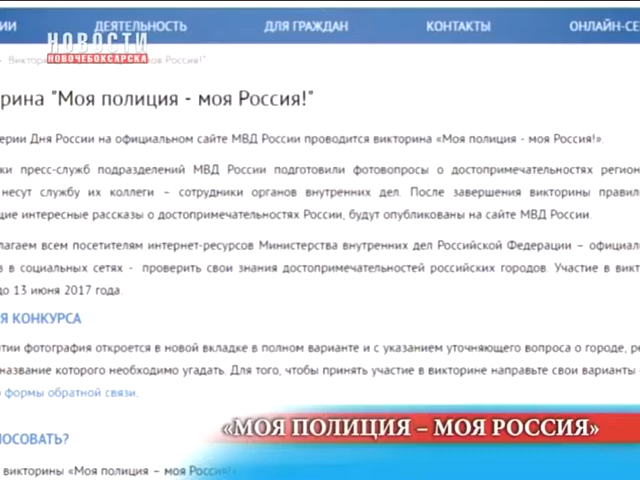 ИИ ДЕЯТЕЛЬНОСТЬ ДЛЯ ГРАЖДАН КОНТАКТЫ ОНЛАЙН-СЕ
НОВОСТИ
НОВОЧЕБОКСАРСКА
Викторин моя Россия!"
орина "Моя полиция - моя Россия!"
ерии Дня России на официальном сайте МВД России проводится викторина «Моя полиция - моя Россия!».
ки пресс-служб подразделений МВД России подготовили фотовопросы о достопримечательностях регион
несут службу их коллеги – сотрудники органов внутренних дел. После завершения викторины правил
щие интересные рассказы о достопримечательностях России, будут опубликованы на сайте МВД России.
лагаем всем посетителям интернет-ресурсов Министерства внутренних дел Российской Федерации – официал
в в социальных сетях - проверить свои знания достопримечательностей российских городов. Участие в викт
до 13 июня 2017 года.
Я КОНКУРСА
тии фотография откроется в новой вкладке в полном варианте и с указанием уточняющего вопроса о городе, ре
название которого необходимо угадать. Для того, чтобы принять участие в викторине направьте свои варианты
о формы обратной связи.
«МОЯ ПОЛИЦИЯ – МОЯ РОССИЯ»
ЛОСОВАТЬ?
викторины «Моя полиция – моя Россия!»